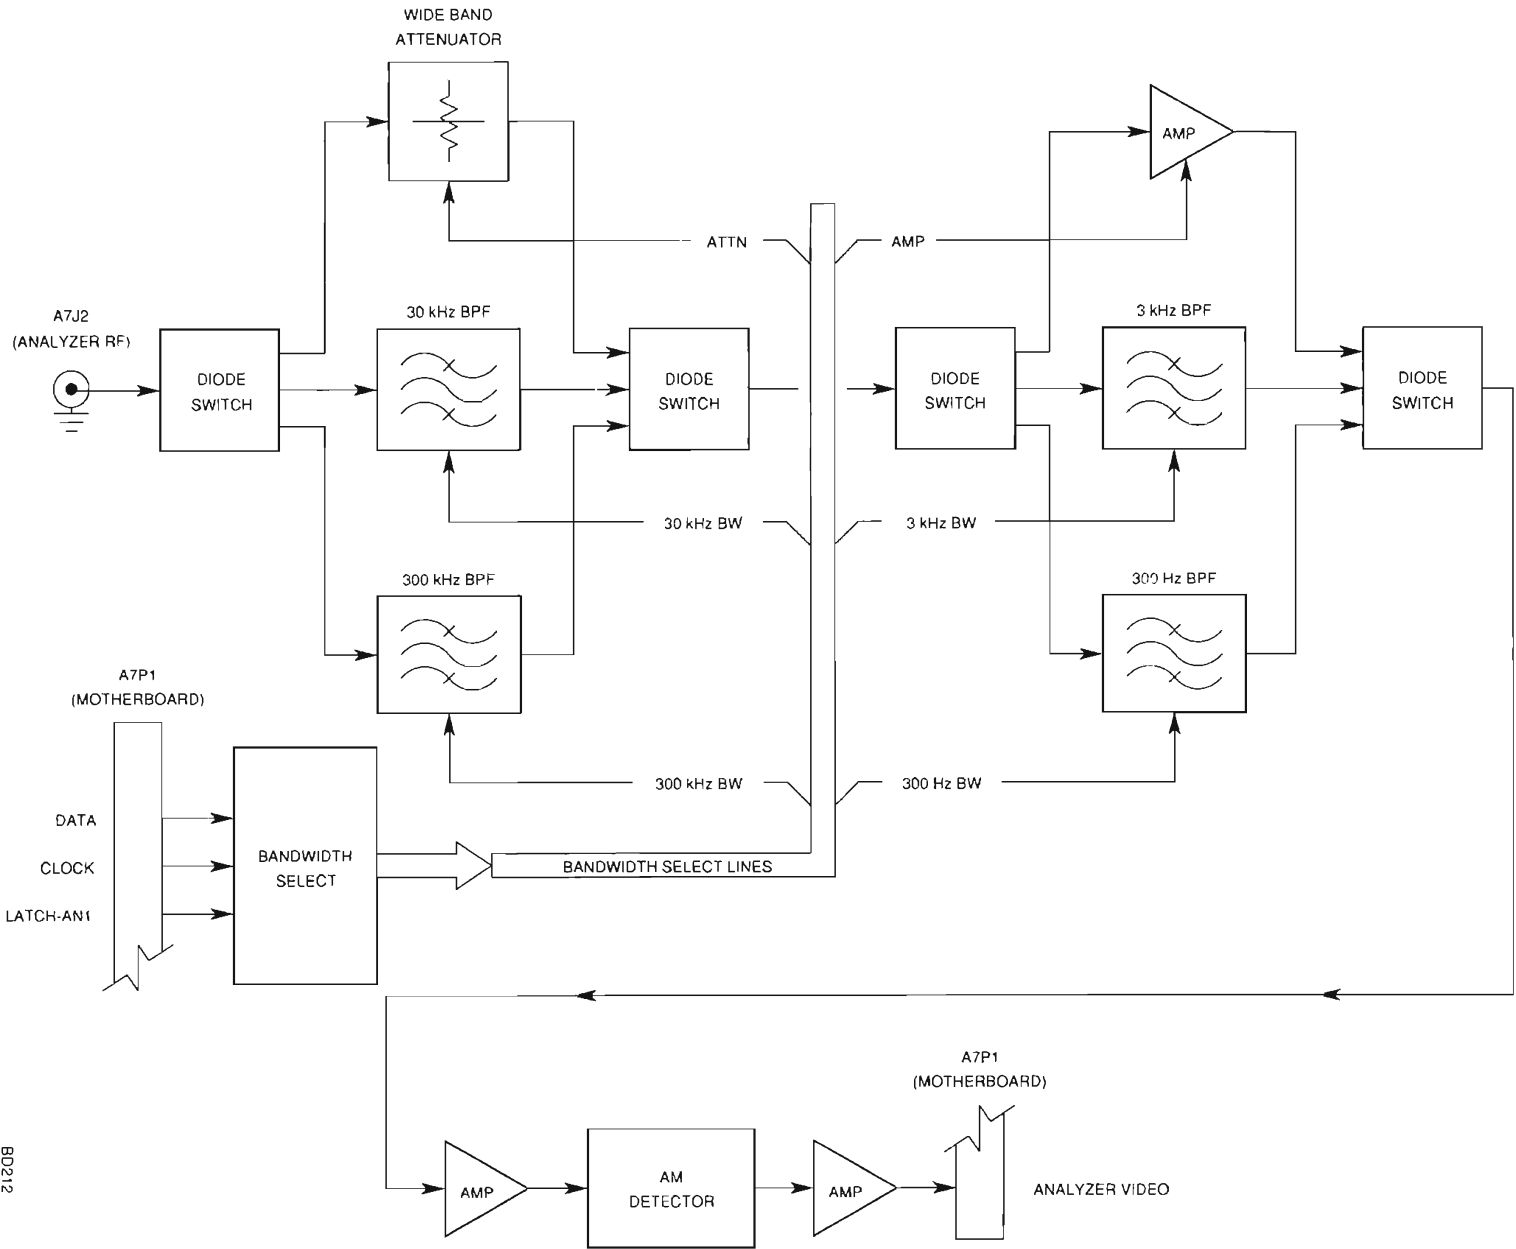 WIDE BAND
ATTENUATOR
AMP
ATTN
AMP
A7J2
(ANALYZER RF)
30 kHz BPF
3 kHz BPF
DIODE
SWITCH
DIODE
SWITCH
DIODE
SWITCH
DIODE
SWITCH
30 kHz BW
3 kHz BW
300 kHz BPF
300 Hz BPF
A7P1
(MOTHERBOARD)
300 kHz BW
300 Hz BW
DATA
CLOCK
LATCH-AN1
BANDWIDTH
SELECT
BANDWIDTH SELECT LINES
A7P1
(MOTHERBOARD)
AMP
AM
DETECTOR
AMP
ANALYZER VIDEO
BD212